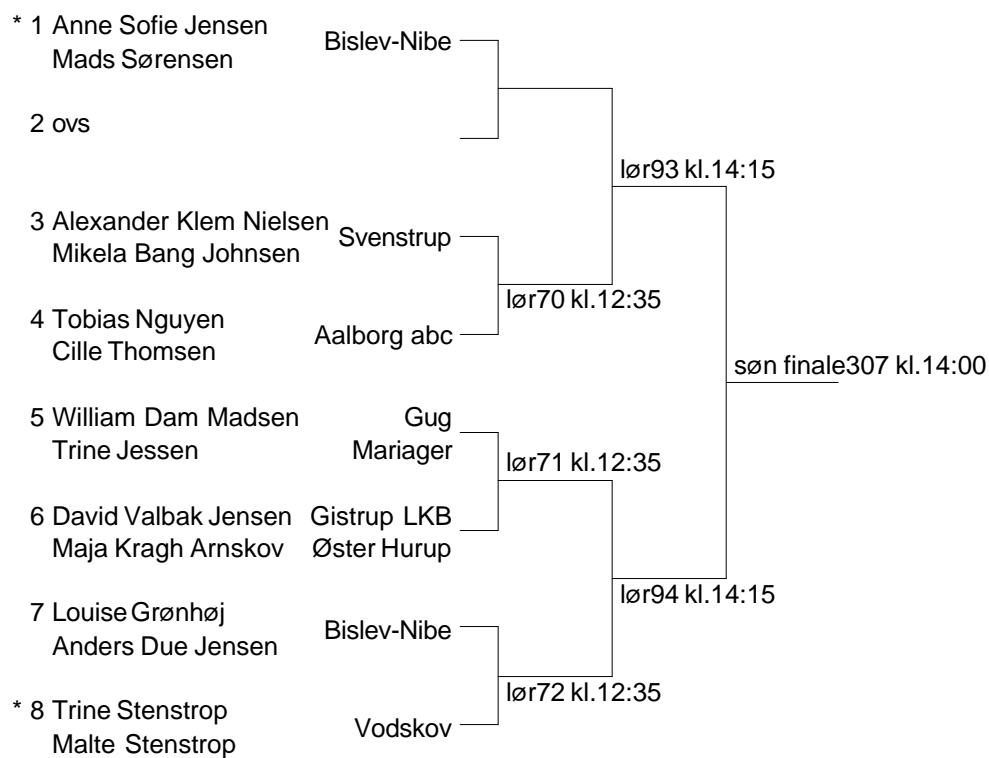 * 1 Anne Sofie Jensen
Mads Sørensen
Bislev-Nibe
2 ovs
lør93 kl.14:15
3 Alexander Klem Nielsen
Mikela Bang Johnsen
Svenstrup
lør70 kl.12:35
4 Tobias Nguyen
Cille Thomsen
Aalborg abc
søn finale307 kl.14:00
5 William Dam Madsen
Trine Jessen
Gug
Mariager
lør71 kl.12:35
6 David Valbak Jensen
Maja Kragh Arnskov
Gistrup LKB
Øster Hurup
lør94 kl.14:15
7 Louise Grønhøj
Anders Due Jensen
Bislev-Nibe
lør72 kl.12:35
* 8 Trine Stenstrop
Malte Stenstrop
Vodskov